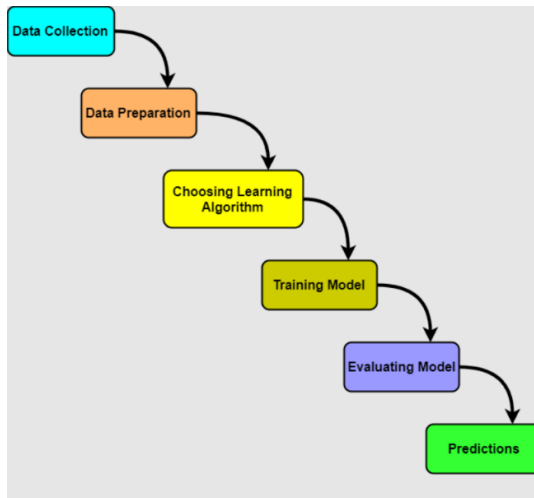 Data Collection
Data Preparation
Choosing Learning
Algorithm
Training Model
Evaluating Model
Predictions